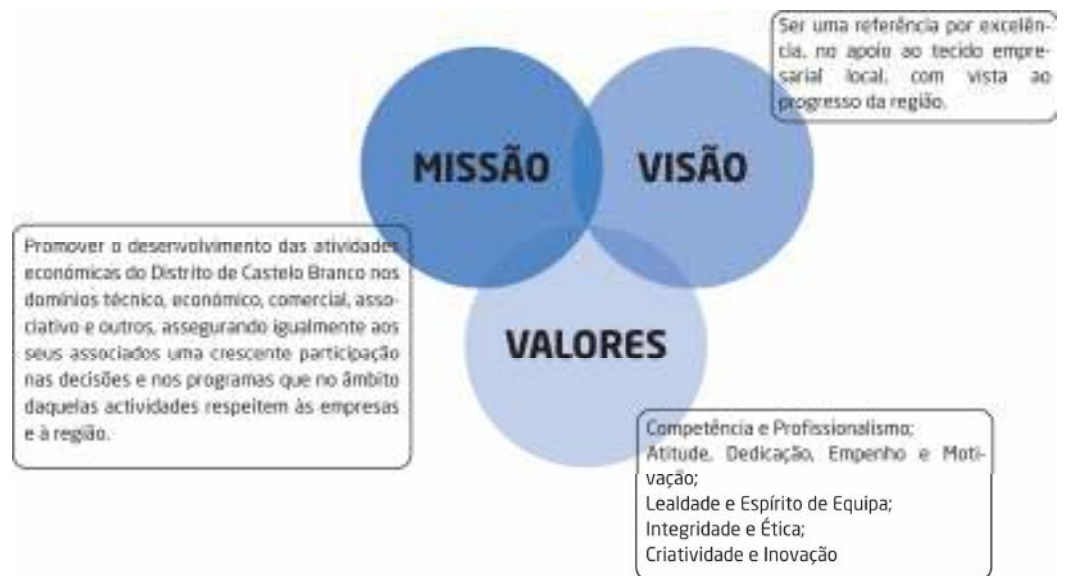 Ser uma referência por excelên-
cia, no apoio ao tecido empre-
sarial local, com vista ao
progresso da região.
MISSÃO
VISÃO
Promover o desenvolvimento das atividades
económicas do Distrito de Castelo Branco nos
domínios técnico, económico, comercial, asso-
ciativo e outros, assegurando igualmente aos
seus associados uma crescente participação
nas decisões e nos programas que no âmbito
daquelas actividades respeitem às empresas
e à região.
VALORES
Competência e Profissionalismo;
Atitude, Dedicação, Empenho e Moti-
vação;
Lealdade e Espírito de Equipa;
Integridade e Ética;
Criatividade e Inovação